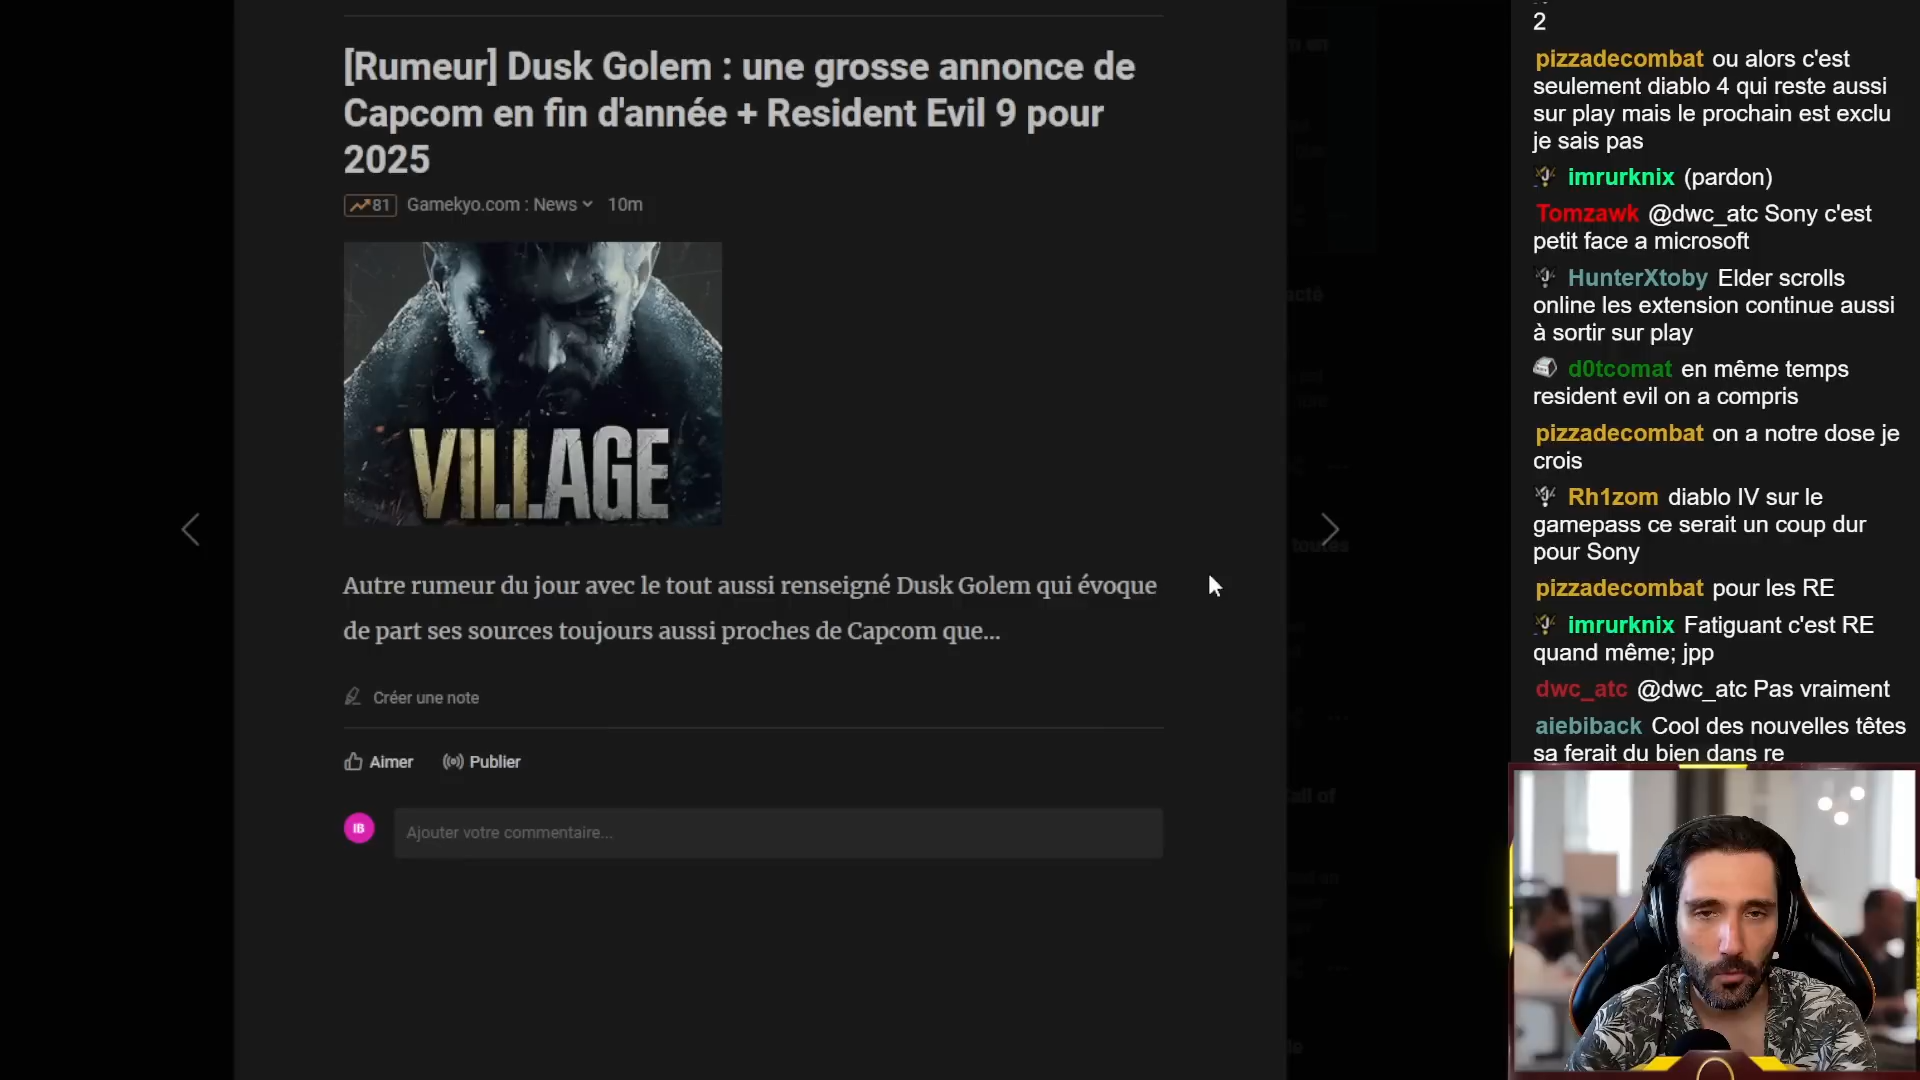 [Rumeur] Dusk Golem : une grosse annonce de
Capcom en fin d'année + Resident Evil 9 pour
2025
81 Gamekyo.com : News 10m
VILLAGE
Autre rumeur du jour avec le tout aussi renseigné Dusk Golem qui évoque
de part ses sources toujours aussi proches de Capcom que...
Créer une note
Aimer Publier
IB Ajouter votre commentaire...
toutes
Call of
2
pizzadecombat ou alors c'est
seulement diablo 4 qui reste aussi
sur play mais le prochain est exclu
je sais pas
imrurknix (pardon)
Tomzawk @dwc_atc Sony c'est
petit face a microsoft
HunterXtoby Elder scrolls
online les extension continue aussi
à sortir sur play
d0tcomat en même temps
resident evil on a compris
pizzadecombat on a notre dose je
crois
Rh1zom diablo IV sur le
gamepass ce serait un coup dur
pour Sony
pizzadecombat pour les RE
imrurknix Fatiguant c'est RE
quand même; jpp
dwc_atc @dwc_atc Pas vraiment
aiebiback Cool des nouvelles têtes
sa ferait du bien dans re